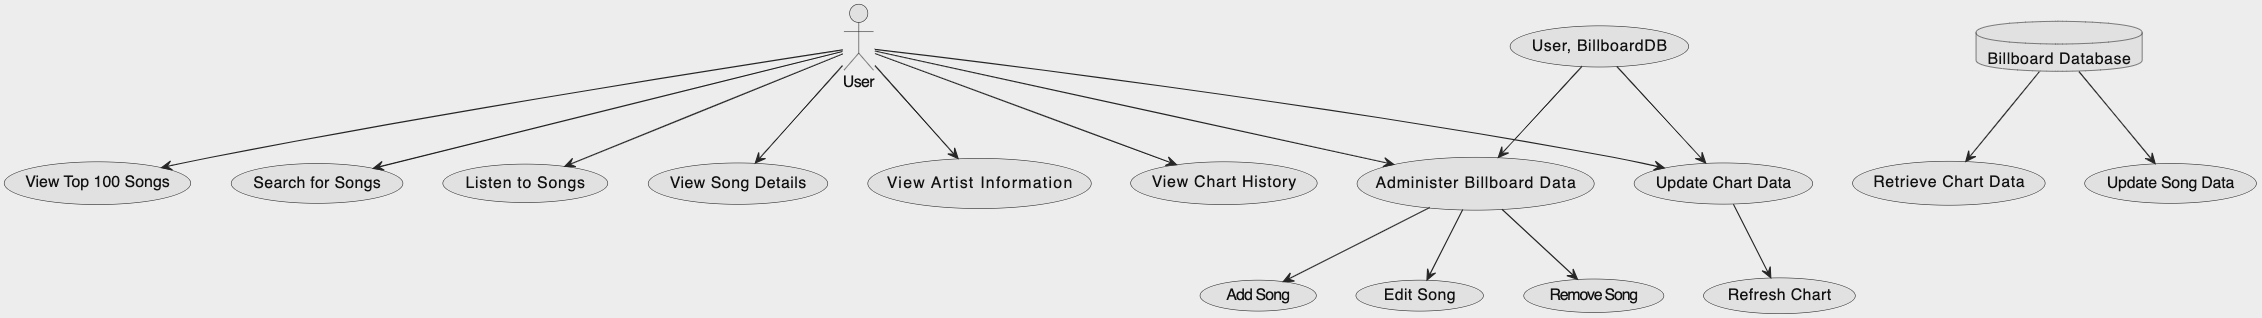 User
User, BillboardDB
Billboard Database
View Top 100 Songs
Search for Songs
Listen to Songs
View Song Details
View Artist Information
View Chart History
Administer Billboard Data
Update Chart Data
Retrieve Chart Data
Update Song Data
Add Song
Edit Song
Remove Song
Refresh Chart